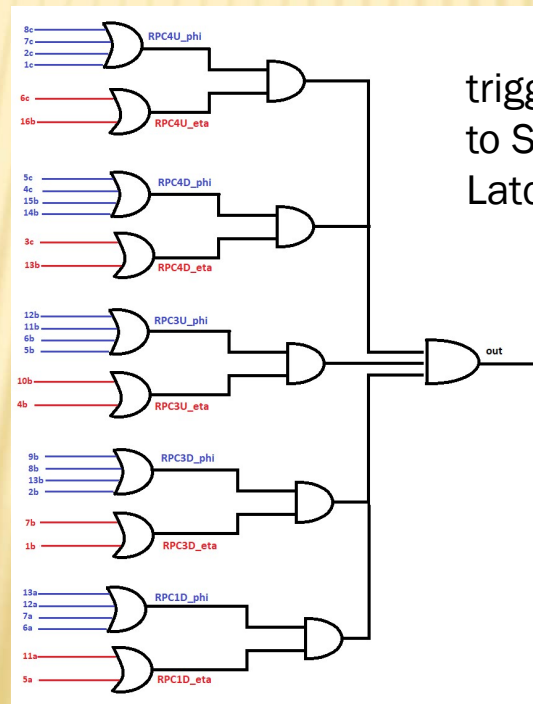 8c
7c
2c
1c
RPC4U_phi
6c
16b
RPC4U_eta
trigg
to S
Lato
5c
4c
15b
14b
RPC4D_phi
3c
13b
RPC4D_eta
12b
11b
6b
5b
RPC3U_phi
10b
4b
RPC3U_eta
out
9b
8b
13b
2b
RPC3D_phi
7b
1b
RPC3D_eta
13a
12a
7a
6a
RPC1D_phi
11a
5a
RPC1D_eta